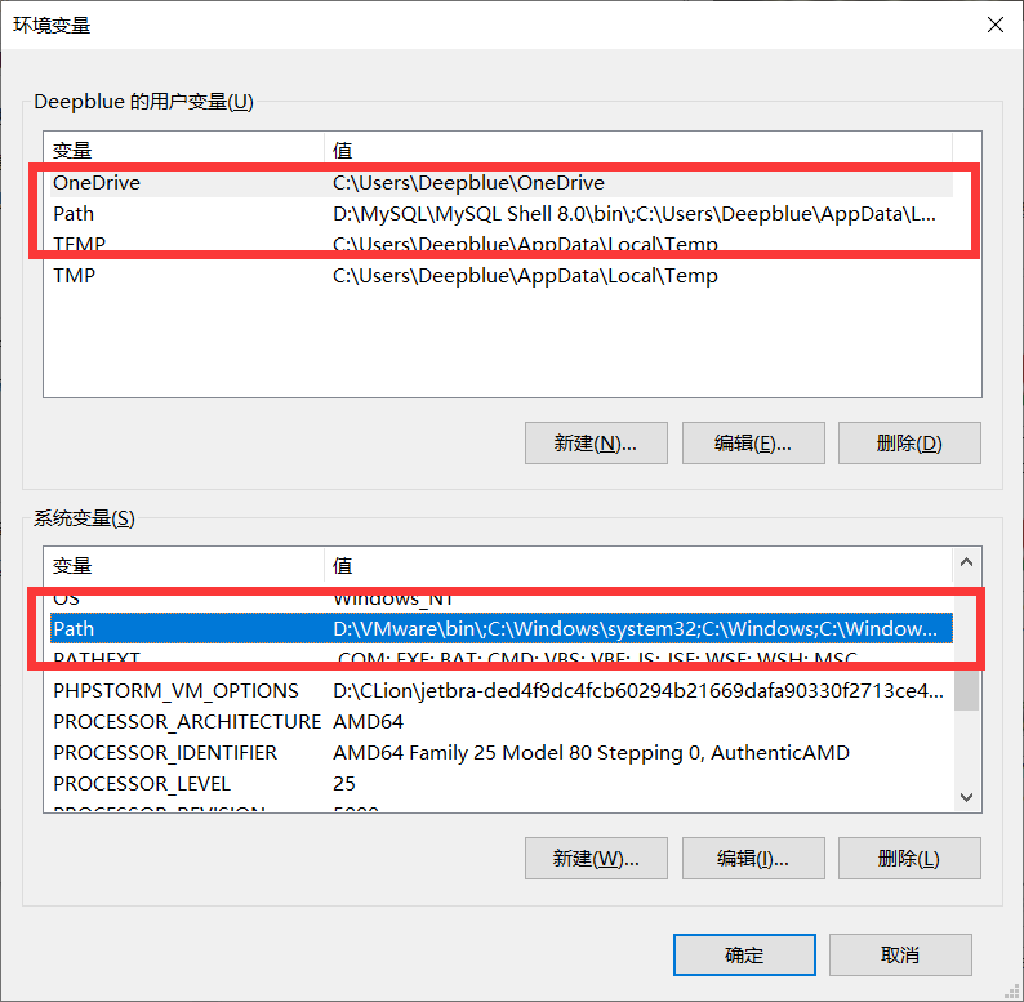 环境变量
Deepblue 的用户变量(U)
变量 值
OneDrive C:\Users\Deepblue\OneDrive
Path D:\MySQL\MySQL Shell 8.0\bin\;C:\Users\Deepblue\AppData\L...
TEMP C:\Users\Deepblue\AppData\Local\Temp
TMP C:\Users\Deepblue\AppData\Local\Temp
新建(N)... 编辑(E)... 删除(D)
系统变量(S)
变量 值
OS Windows_NT
Path D:\VMware\bin\;C:\Windows\system32;C:\Windows;C:\Window...
PATHEXT .COM;.EXE;.BAT;.CMD;.VBS;.VBE;.JS;.JSE;.WSF;.WSH;.MSC
PHPSTORM_VM_OPTIONS D:\CLion\jetbra-ded4f9dc4fcb60294b21669dafa90330f2713ce4...
PROCESSOR_ARCHITECTURE AMD64
PROCESSOR_IDENTIFIER AMD64 Family 25 Model 80 Stepping 0, AuthenticAMD
PROCESSOR_LEVEL 25
PROCESSOR_REVISION
新建(W)... 编辑(I)... 删除(L)
确定 取消